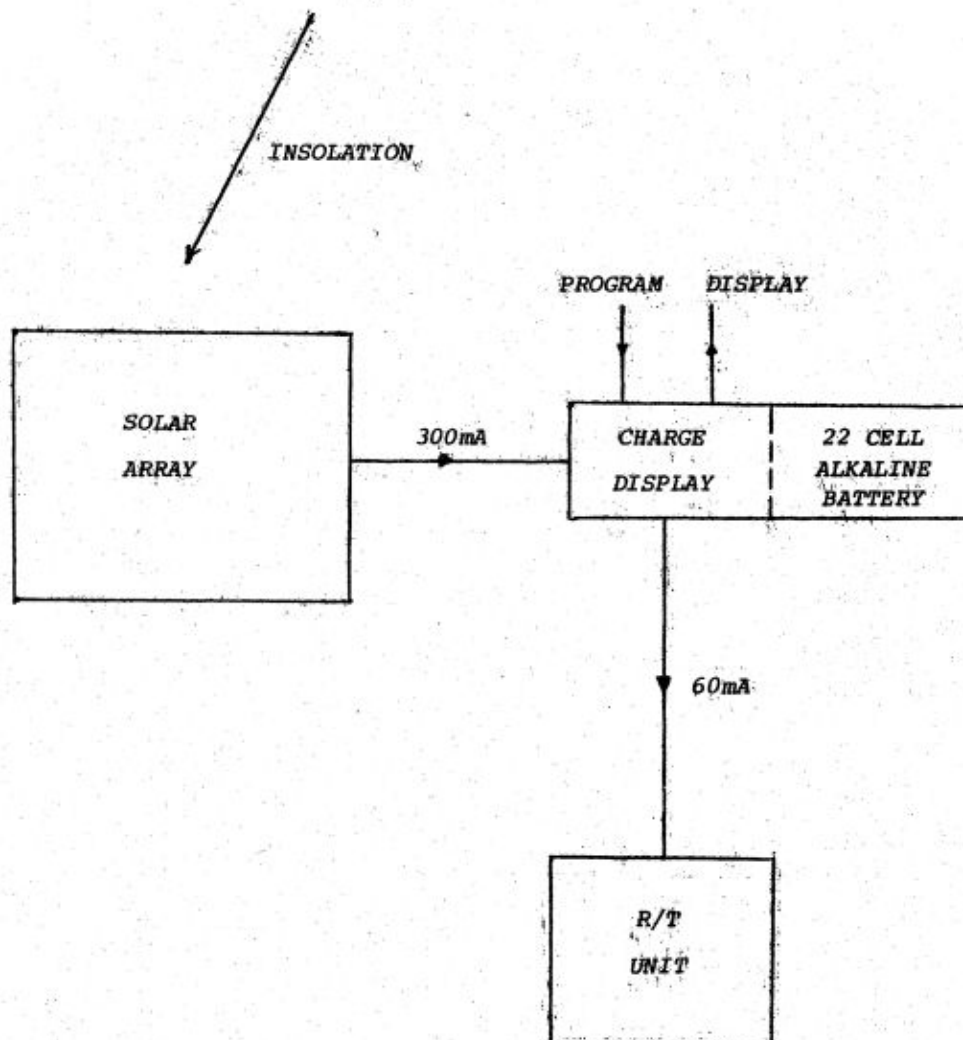 INSOLATION
PROGRAM DISPLAY
SOLAR
ARRAY
300mA
CHARGE
DISPLAY
22 CELL
ALKALINE
BATTERY
60mA
R/T
UNIT